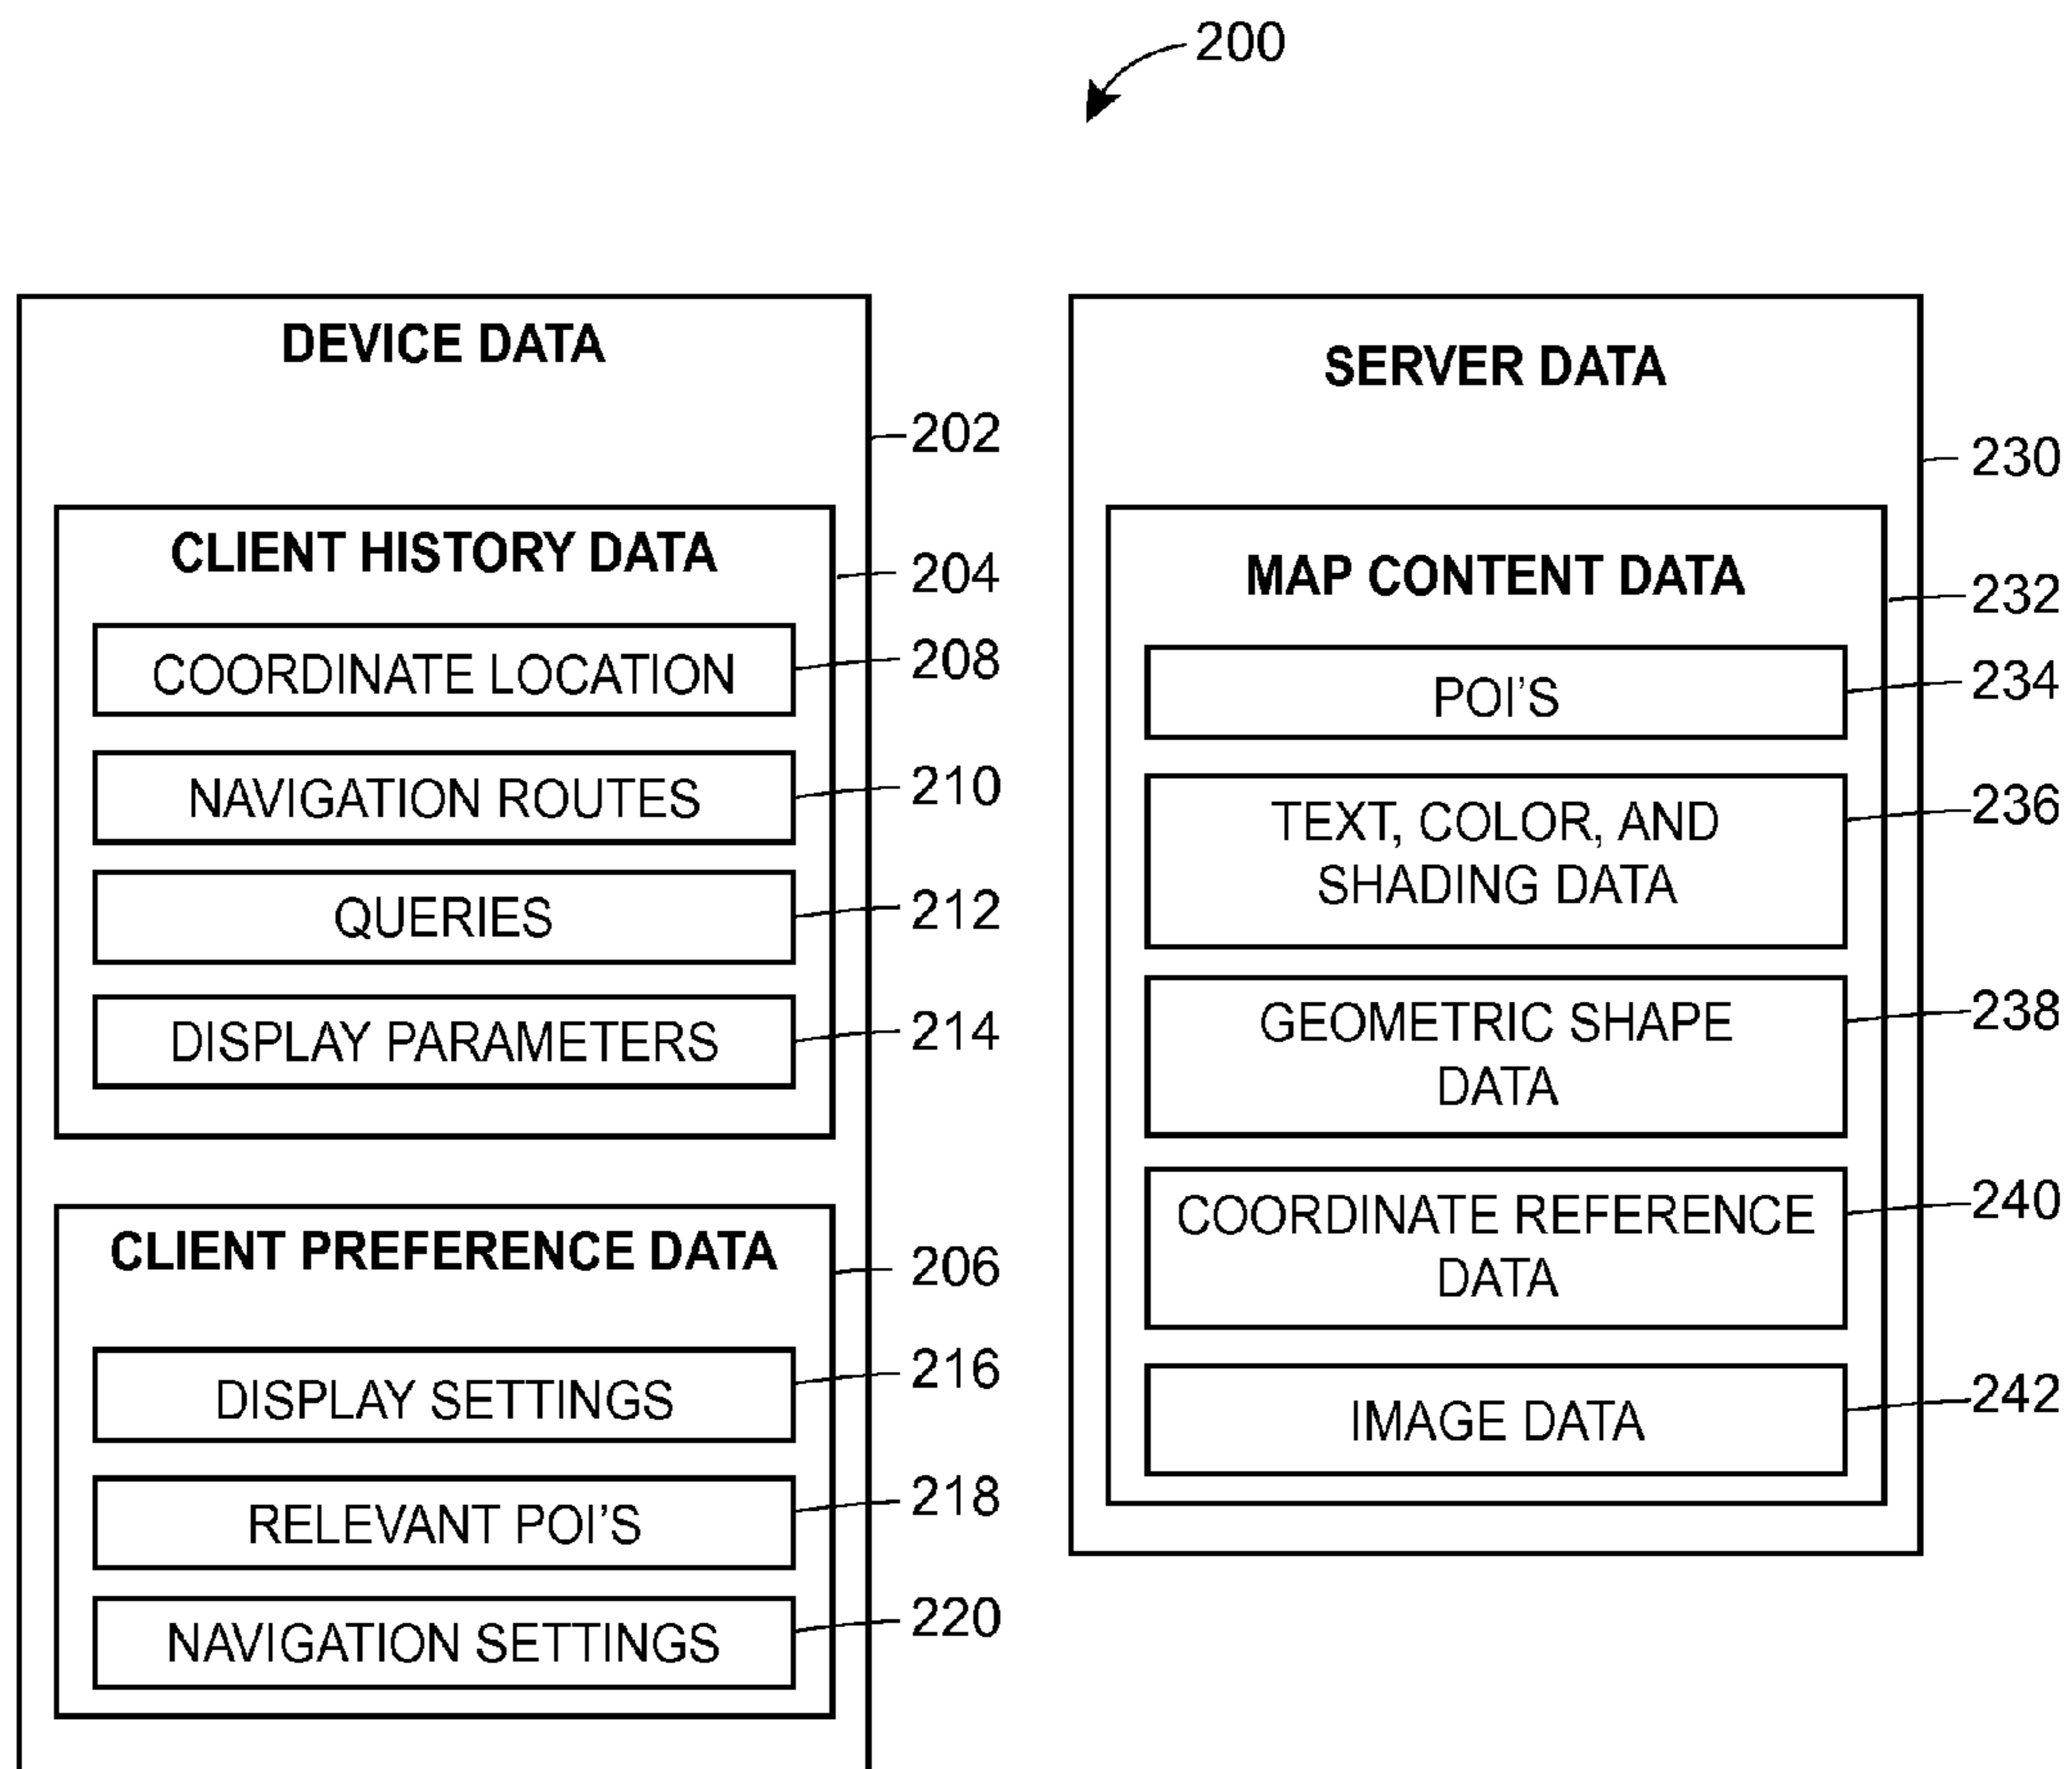 200
DEVICE DATA
202
CLIENT HISTORY DATA
204
COORDINATE LOCATION
208
NAVIGATION ROUTES
210
QUERIES
212
DISPLAY PARAMETERS
214
CLIENT PREFERENCE DATA
206
DISPLAY SETTINGS
216
RELEVANT POI’S
218
NAVIGATION SETTINGS
220
SERVER DATA
230
MAP CONTENT DATA
232
POI’S
234
TEXT, COLOR, AND
SHADING DATA
236
GEOMETRIC SHAPE
DATA
238
COORDINATE REFERENCE
DATA
240
IMAGE DATA
242